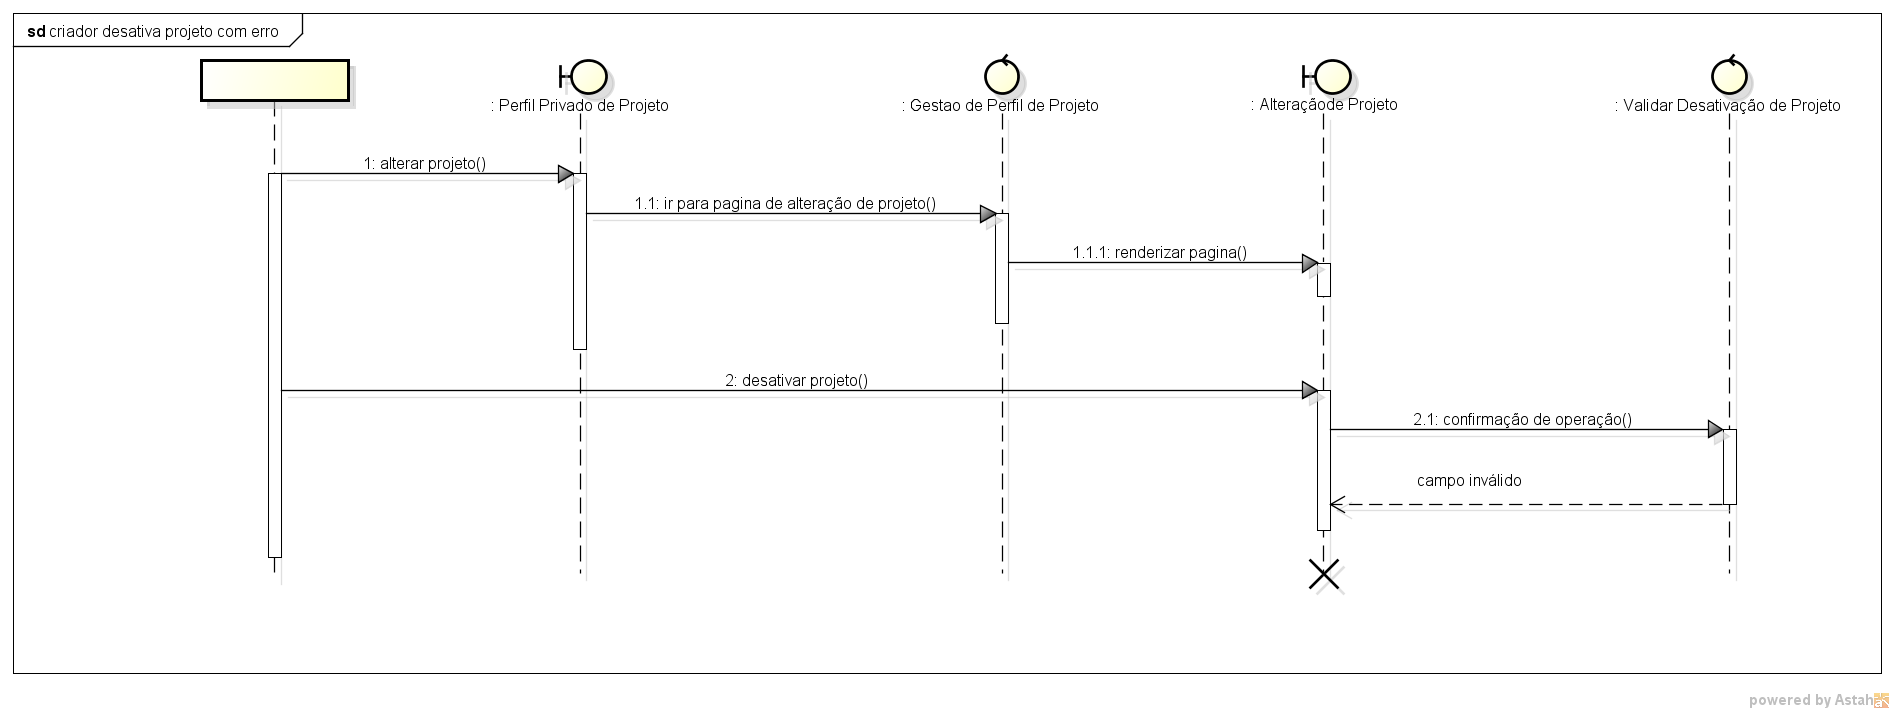 sd criador desativa projeto com erro
: Perfil Privado de Projeto
: Gestao de Perfil de Projeto
: Alteraçãode Projeto
: Validar Desativação de Projeto
1: alterar projeto()
1.1: ir para pagina de alteração de projeto()
1.1.1: renderizar pagina()
2: desativar projeto()
2.1: confirmação de operação()
campo inválido
powered by Astah